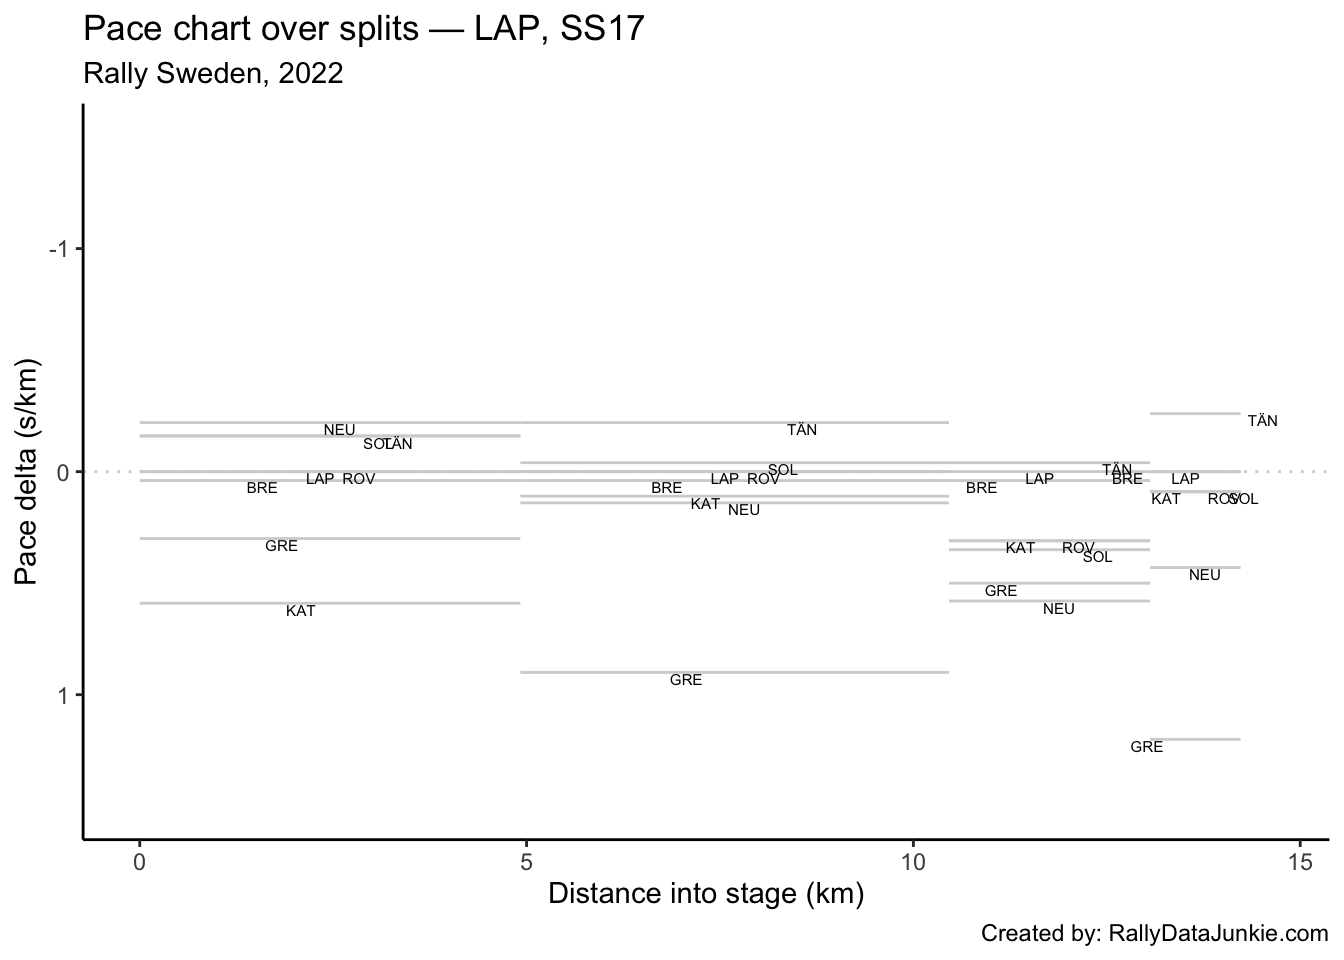 Pace chart over splits — LAP, SS17
Rally Sweden, 2022
Pace delta (s/km)
-1
0
1
NEU
SOL TÄN
LAP ROV
BRE
GRE
KAT
TÄN
SOL
LAP ROV
BRE
KAT
NEU
GRE
TÄN
LAP BRE
BRE
KAT ROV
SOL
GRE
NEU
TÄN
LAP
KAT ROV SOL
NEU
GRE
0 5 10 15
Distance into stage (km)
Created by: RallyDataJunkie.com